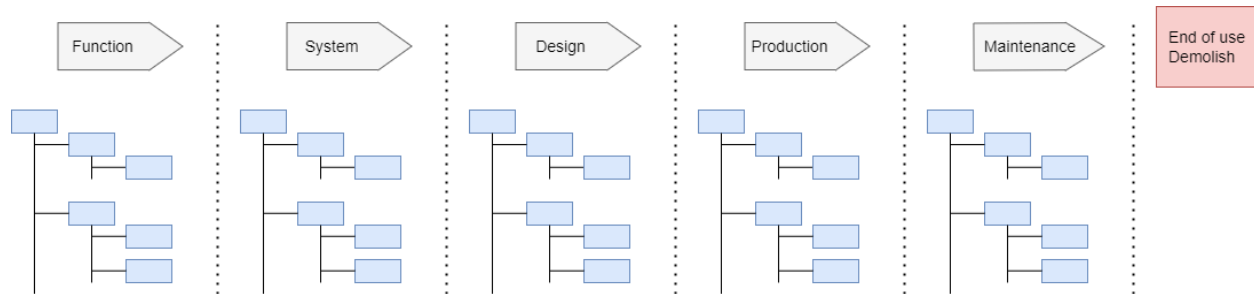 Function
System
Design
Production
Maintenance
End of use
Demolish